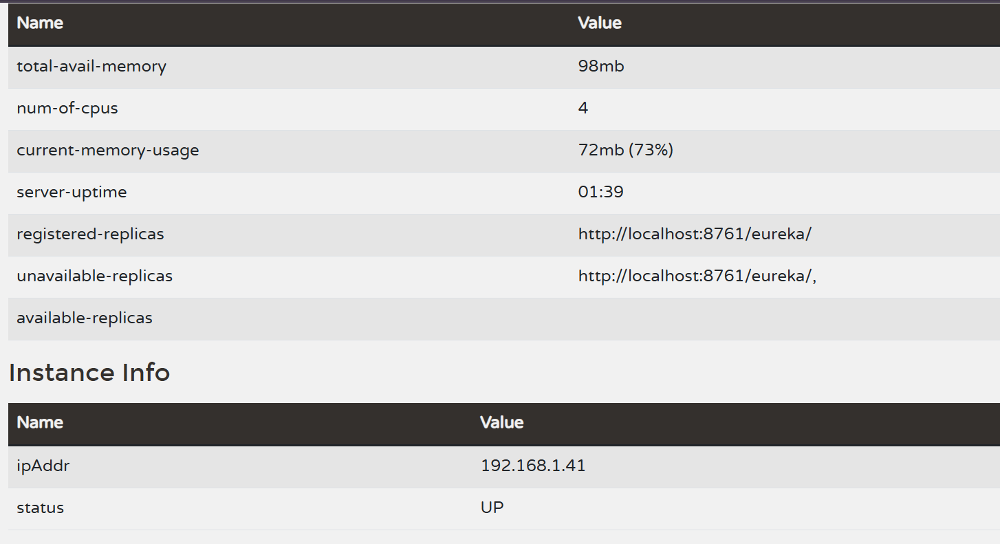 Name Value
total-avail-memory 98mb
num-of-cpus 4
current-memory-usage 72mb (73%)
server-uptime 01:39
registered-replicas http://localhost:8761/eureka/
unavailable-replicas http://localhost:8761/eureka/,
available-replicas
Instance Info
Name Value
ipAddr 192.168.1.41
status UP